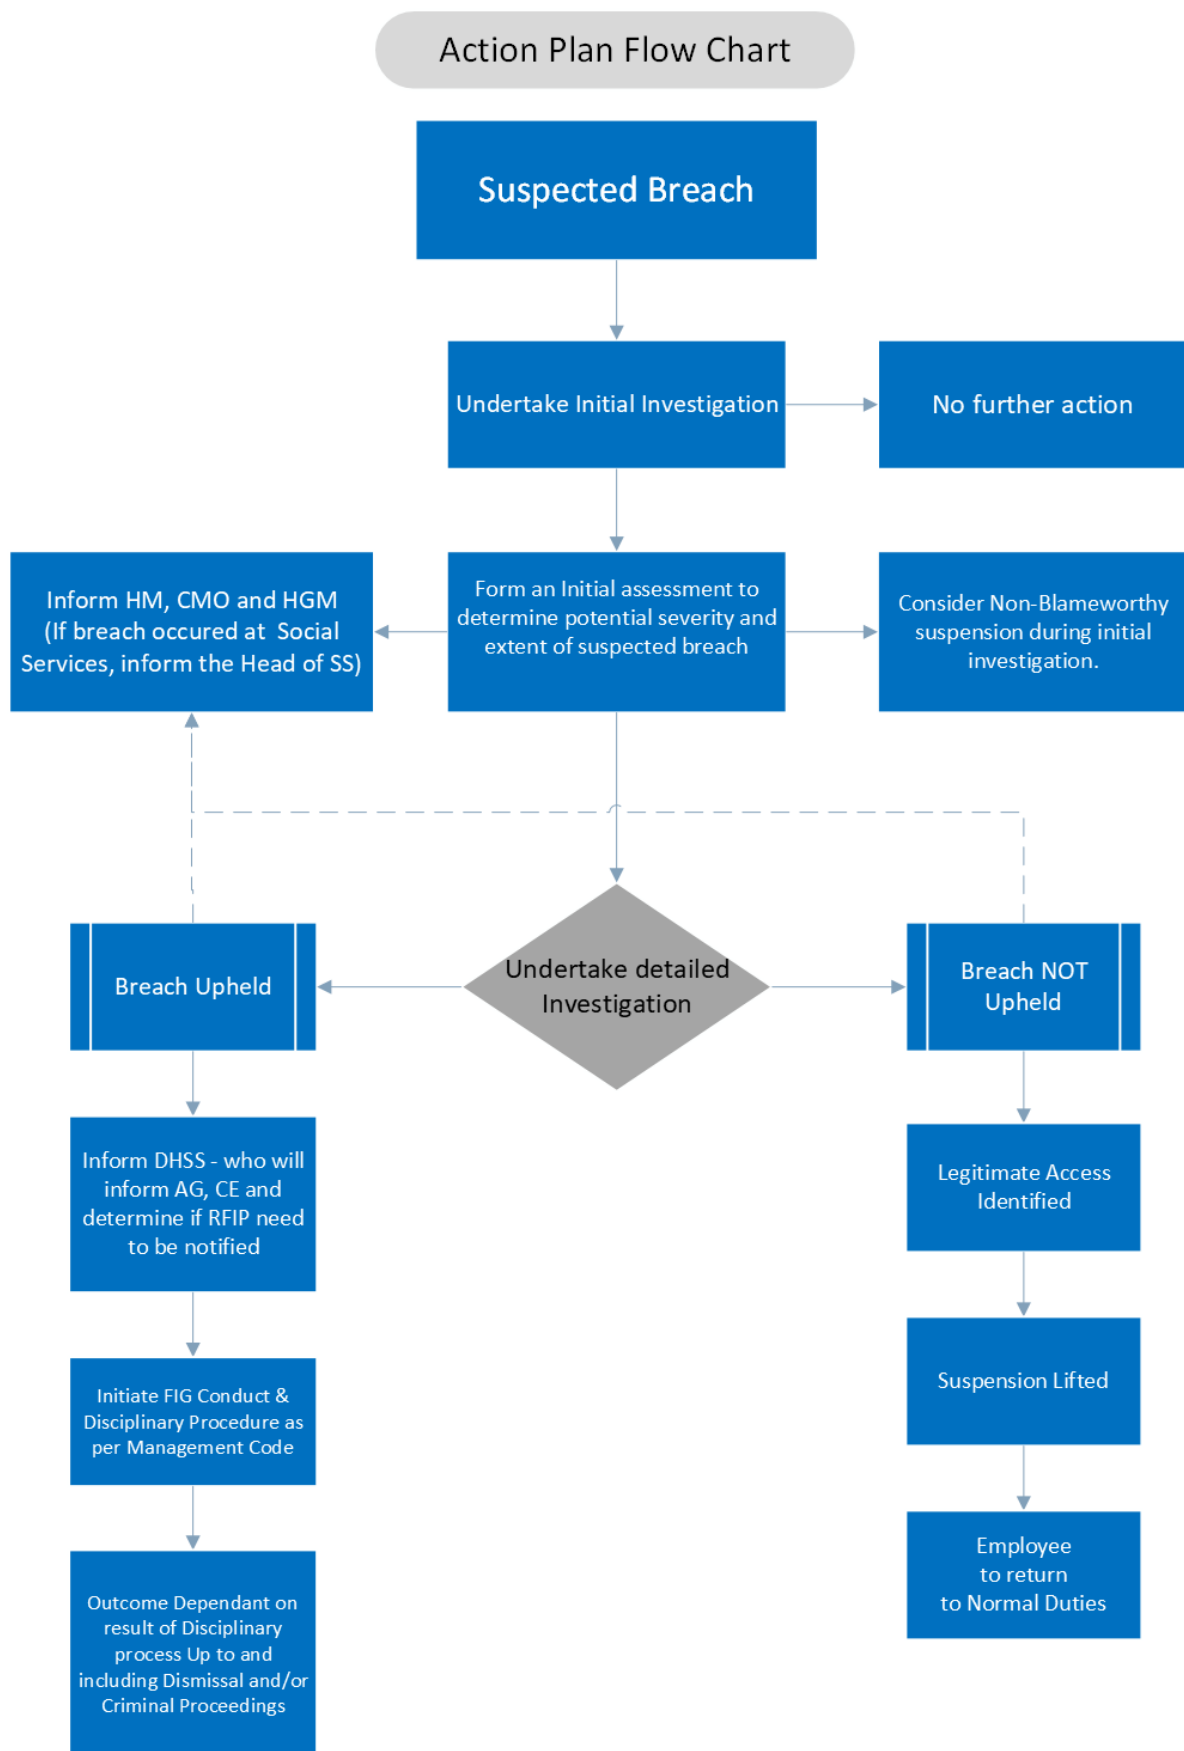 Action Plan Flow Chart
Suspected Breach
Undertake Initial Investigation
No further action
Inform HM, CMO and HGM
(If breach occured at Social
Services, inform the Head of SS)
Form an Initial assessment to
determine potential severity and
extent of suspected breach
Consider Non-Blameworthy
suspension during initial
investigation.
Breach Upheld
Undertake detailed
Investigation
Breach NOT
Upheld
Inform DHSS - who will
inform AG, CE and
determine if RFIP need
to be notified
Legitimate Access
Identified
Initiate FIG Conduct &
Disciplinary Procedure as
per Management Code
Suspension Lifted
Outcome Dependant on
result of Disciplinary
process Up to and
including Dismissal and/or
Criminal Proceedings
Employee
to return
to Normal Duties